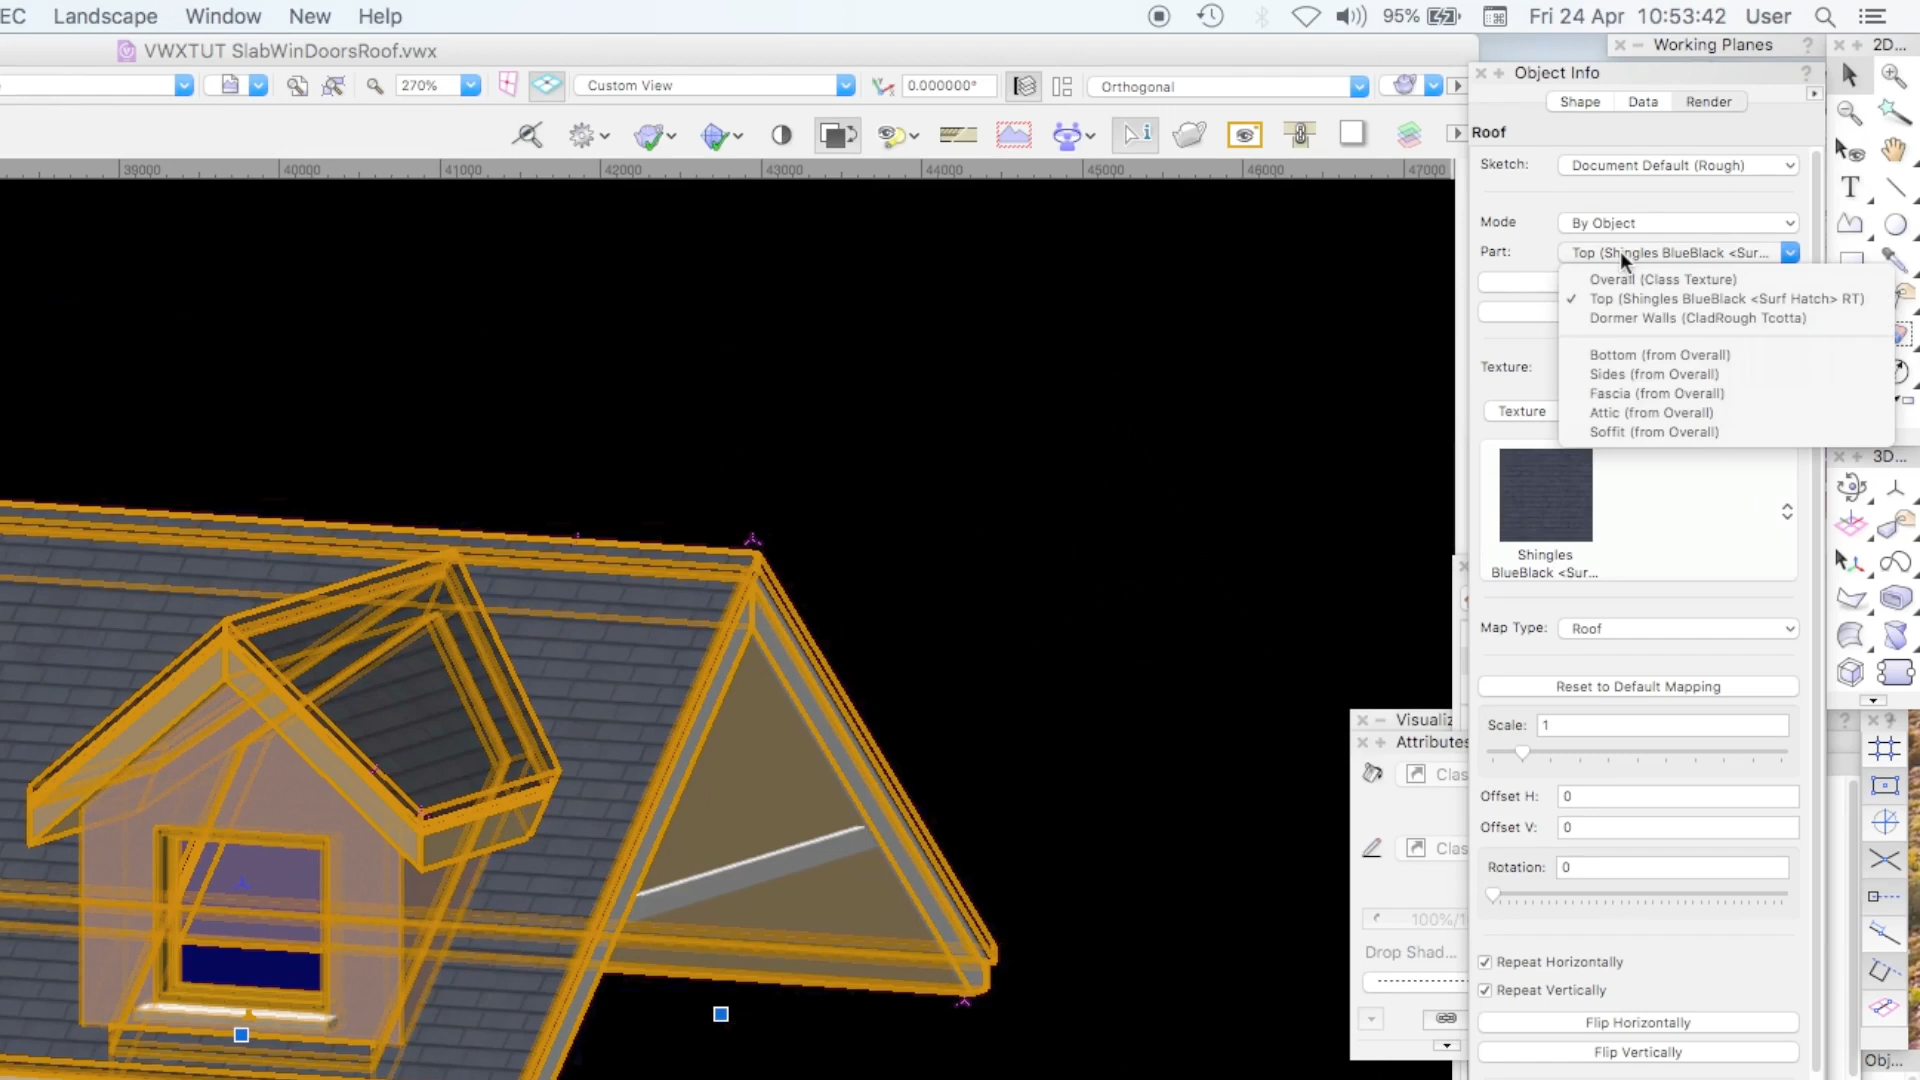 EC Landscape Window New Help 95% Fri 24 Apr 10:53:42 User
VWXTUT SlabWinDoorsRoof.vwx
Working Planes ? 2D...
Object Info ?
270% Custom View 0.000000° Orthogonal
Shape Data Render
Roof
39000 40000 41000 42000 43000 44000 45000 46000 47000
Sketch: Document Default (Rough)
Mode By Object
Part: Top (Shingles BlueBlack <Sur...
Overall (Class Texture)
✓ Top (Shingles BlueBlack <Surf Hatch> RT)
Dormer Walls (CladRough Tcotta)
Bottom (from Overall)
Sides (from Overall)
Fascia (from Overall)
Attic (from Overall)
Soffit (from Overall)
Texture:
Texture
3D...
Shingles
BlueBlack <Sur...
Map Type: Roof
Reset to Default Mapping
Scale: 1
Offset H: 0
Offset V: 0
Rotation: 0
Repeat Horizontally
Repeat Vertically
Flip Horizontally
Flip Vertically
Visualiz
Attributes
Clas
Clas
100%/1
Drop Shad...
Obj...